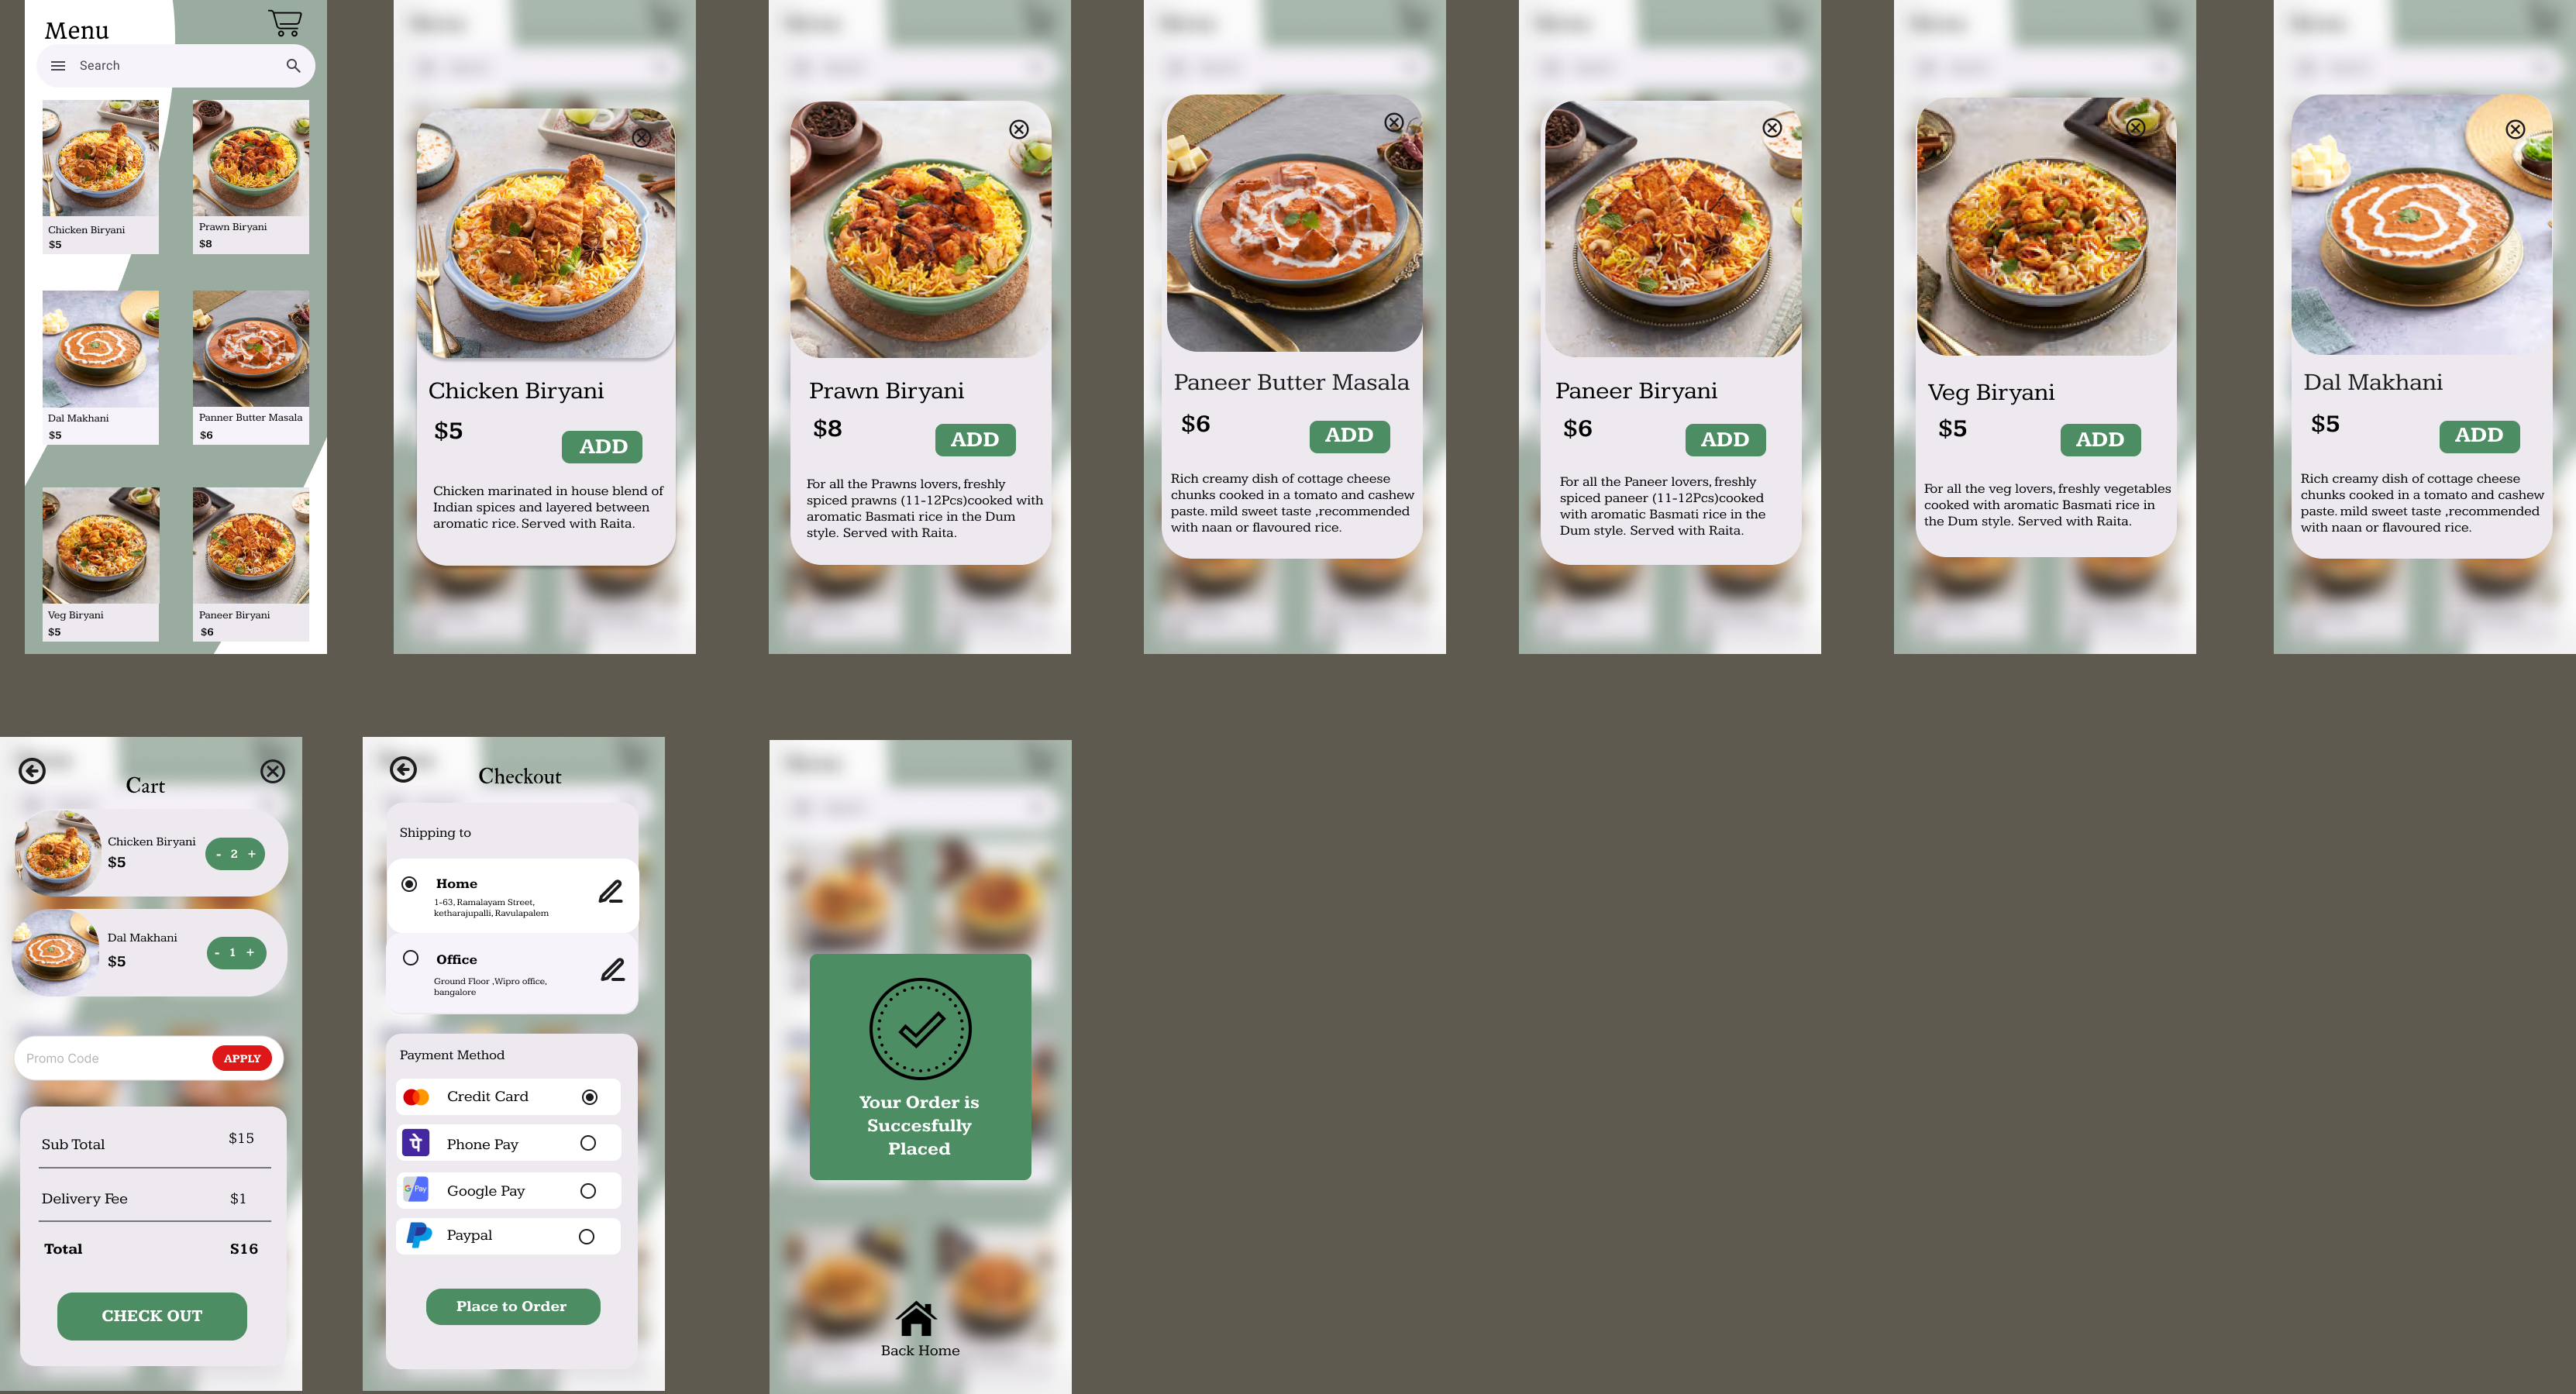 Menu
Search
Chicken Biryani
$5
Prawn Biryani
$8
Dal Makhani
$5
Panner Butter Masala
$6
Veg Biryani
$5
Paneer Biryani
$6
Chicken Biryani
$5
ADD
Chicken marinated in house blend of
Indian spices and layered between
aromatic rice. Served with Raita.
Prawn Biryani
$8
ADD
For all the Prawns lovers, freshly
spiced prawns (11-12Pcs)cooked with
aromatic Basmati rice in the Dum
style. Served with Raita.
Paneer Butter Masala
$6
ADD
Rich creamy dish of cottage cheese
chunks cooked in a tomato and cashew
paste. mild sweet taste ,recommended
with naan or flavoured rice.
Paneer Biryani
$6
ADD
For all the Paneer lovers, freshly
spiced paneer (11-12Pcs)cooked
with aromatic Basmati rice in the
Dum style. Served with Raita.
Veg Biryani
$5
ADD
For all the veg lovers, freshly vegetables
cooked with aromatic Basmati rice in
the Dum style. Served with Raita.
Dal Makhani
$5
ADD
Rich creamy dish of cottage cheese
chunks cooked in a tomato and cashew
paste. mild sweet taste ,recommended
with naan or flavoured rice.
Cart
Chicken Biryani
$5
- 2 +
Dal Makhani
$5
- 1 +
Promo Code
APPLY
Sub Total $15
Delivery Fee $1
Total S16
CHECK OUT
Checkout
Shipping to
Home
1-63, Ramalayam Street,
ketharajupalli, Ravulapalem
Office
Ground Floor ,Wipro office,
bangalore
Payment Method
Credit Card
पे Phone Pay
G Pay Google Pay
Paypal
Place to Order
Your Order is
Succesfully
Placed
Back Home